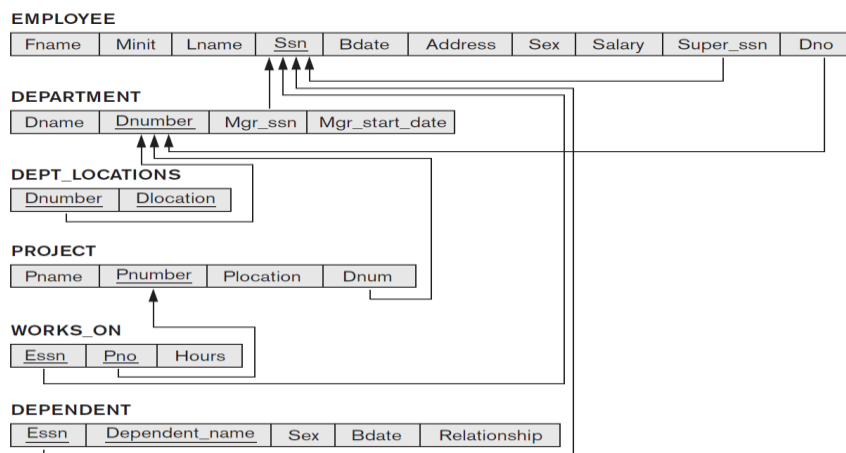 EMPLOYEE
Fname Minit Lname Ssn Bdate Address Sex Salary Super_ssn Dno
DEPARTMENT
Dname Dnumber Mgr_ssn Mgr_start_date
DEPT_LOCATIONS
Dnumber Dlocation
PROJECT
Pname Pnumber Plocation Dnum
WORKS_ON
Essn Pno Hours
DEPENDENT
Essn Dependent_name Sex Bdate Relationship